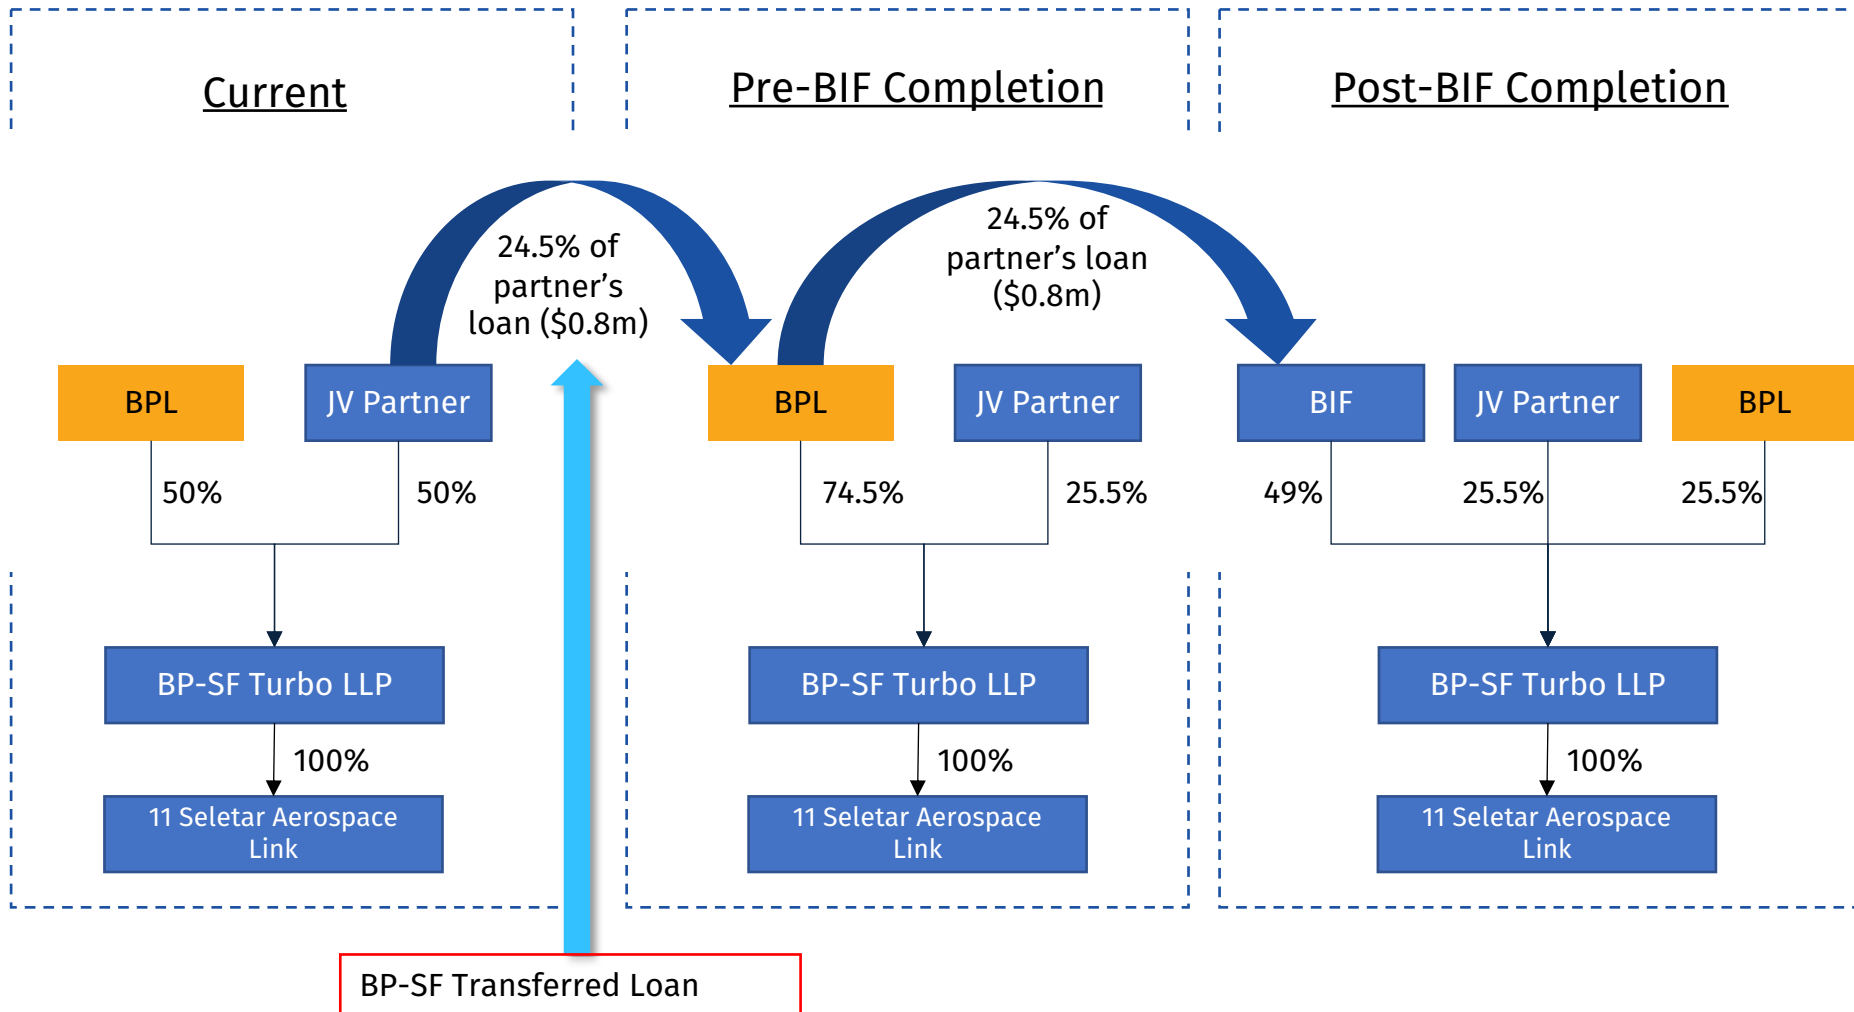 Current
Pre-BIF Completion
Post-BIF Completion
24.5% of
partner’s
loan ($0.8m)
24.5% of
partner’s loan
($0.8m)
BPL
JV Partner
BPL
JV Partner
BIF
JV Partner
BPL
50%
50%
74.5%
25.5%
49%
25.5%
25.5%
BP-SF Turbo LLP
BP-SF Turbo LLP
BP-SF Turbo LLP
100%
100%
100%
11 Seletar Aerospace
Link
11 Seletar Aerospace
Link
11 Seletar Aerospace
Link
BP-SF Transferred Loan